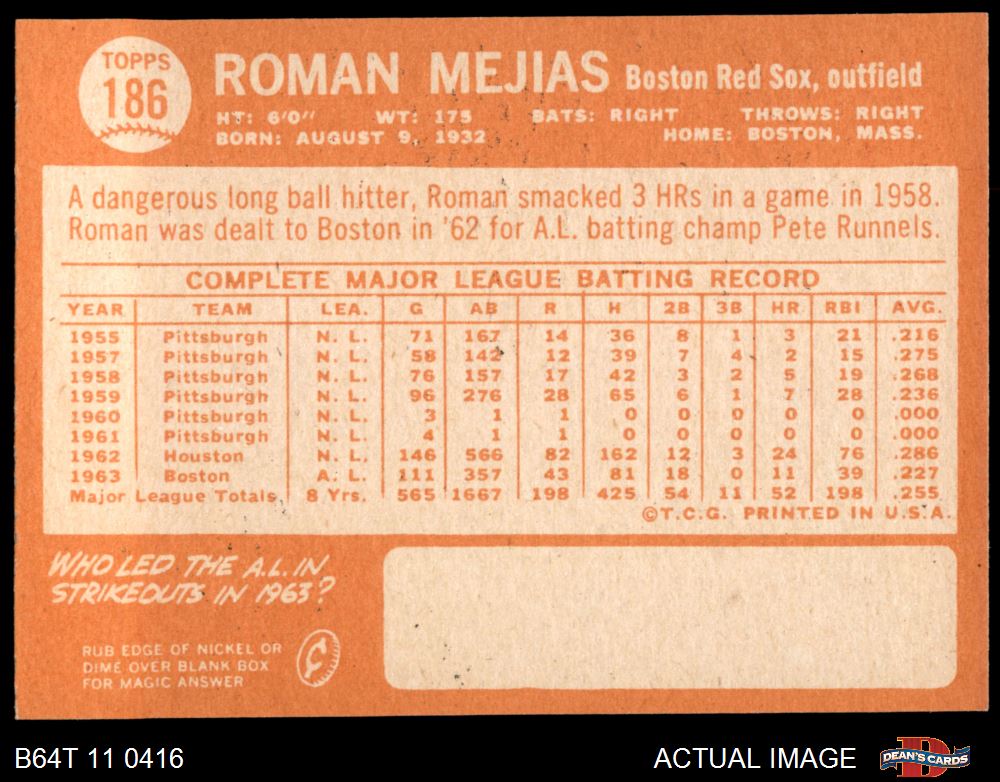 TOPPS
186
ROMAN MEJIAS Boston Red Sox, outfield
HT: 6'0" WT: 175 BATS: RIGHT THROWS: RIGHT
BORN: AUGUST 9, 1932 HOME: BOSTON, MASS.
A dangerous long ball hitter, Roman smacked 3 HRs in a game in 1958.
Roman was dealt to Boston in '62 for A.L. batting champ Pete Runnels.
COMPLETE MAJOR LEAGUE BATTING RECORD
YEAR TEAM LEA. G AB R H 2B 3B HR RBI AVG.
1955 Pittsburgh N. L. 71 167 14 36 8 1 3 21 .216
1957 Pittsburgh N. L. 58 142 12 39 7 4 2 15 .275
1958 Pittsburgh N. L. 76 157 17 42 3 2 5 19 .268
1959 Pittsburgh N. L. 96 276 28 65 6 1 7 28 .236
1960 Pittsburgh N. L. 3 1 1 0 0 0 0 0 .000
1961 Pittsburgh N. L. 4 1 1 0 0 0 0 0 .000
1962 Houston N. L. 146 566 82 162 12 3 24 76 .286
1963 Boston A. L. 111 357 43 81 18 0 11 39 .227
Major League Totals 8 Yrs. 565 1667 198 425 54 11 52 198 .255
©T.C.G. PRINTED IN U.S.A.
WHO LED THE A.L. IN
STRIKEOUTS IN 1963?
RUB EDGE OF NICKEL OR
DIME OVER BLANK BOX
FOR MAGIC ANSWER
B64T 11 0416 ACTUAL IMAGE DEAN'S CARDS